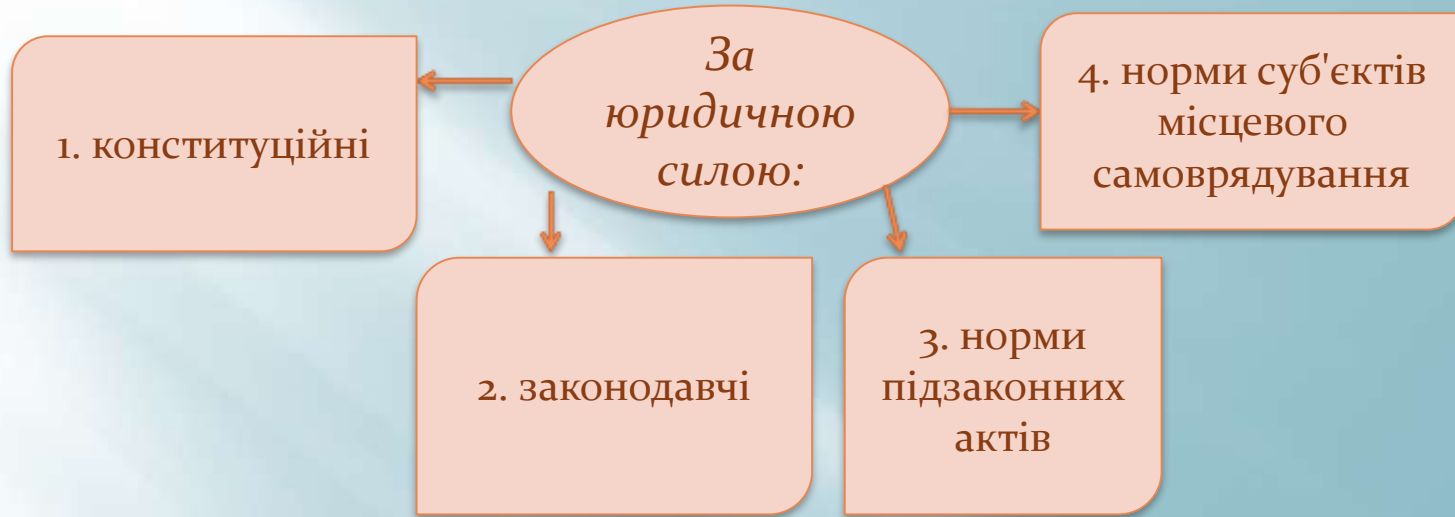 За
юридичною
силою:
1. конституційні
2. законодавчі
3. норми
підзаконних
актів
4. норми суб'єктів
місцевого
самоврядування